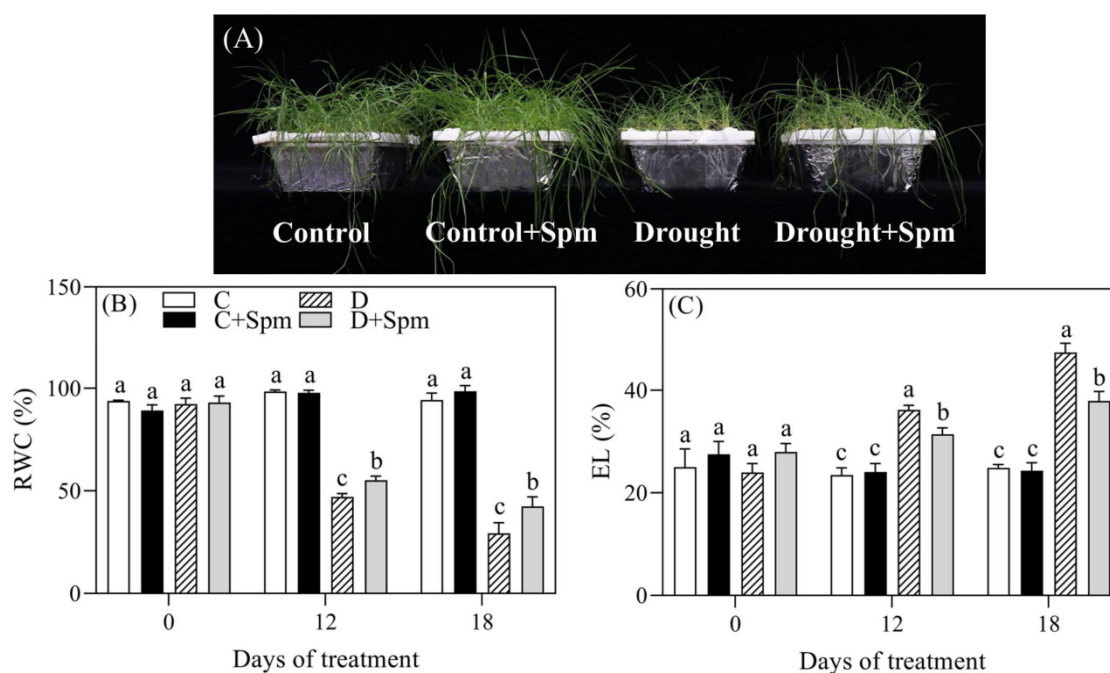 (A)
Control Control+Spm Drought Drought+Spm
(B)
C D
C+Spm D+Spm
150
100
50
0
RWC (%)
a a a a a a c b a a c b
0 12 18
Days of treatment
(C)
60
40
20
0
EL (%)
a a a a c c a b c c a b
0 12 18
Days of treatment